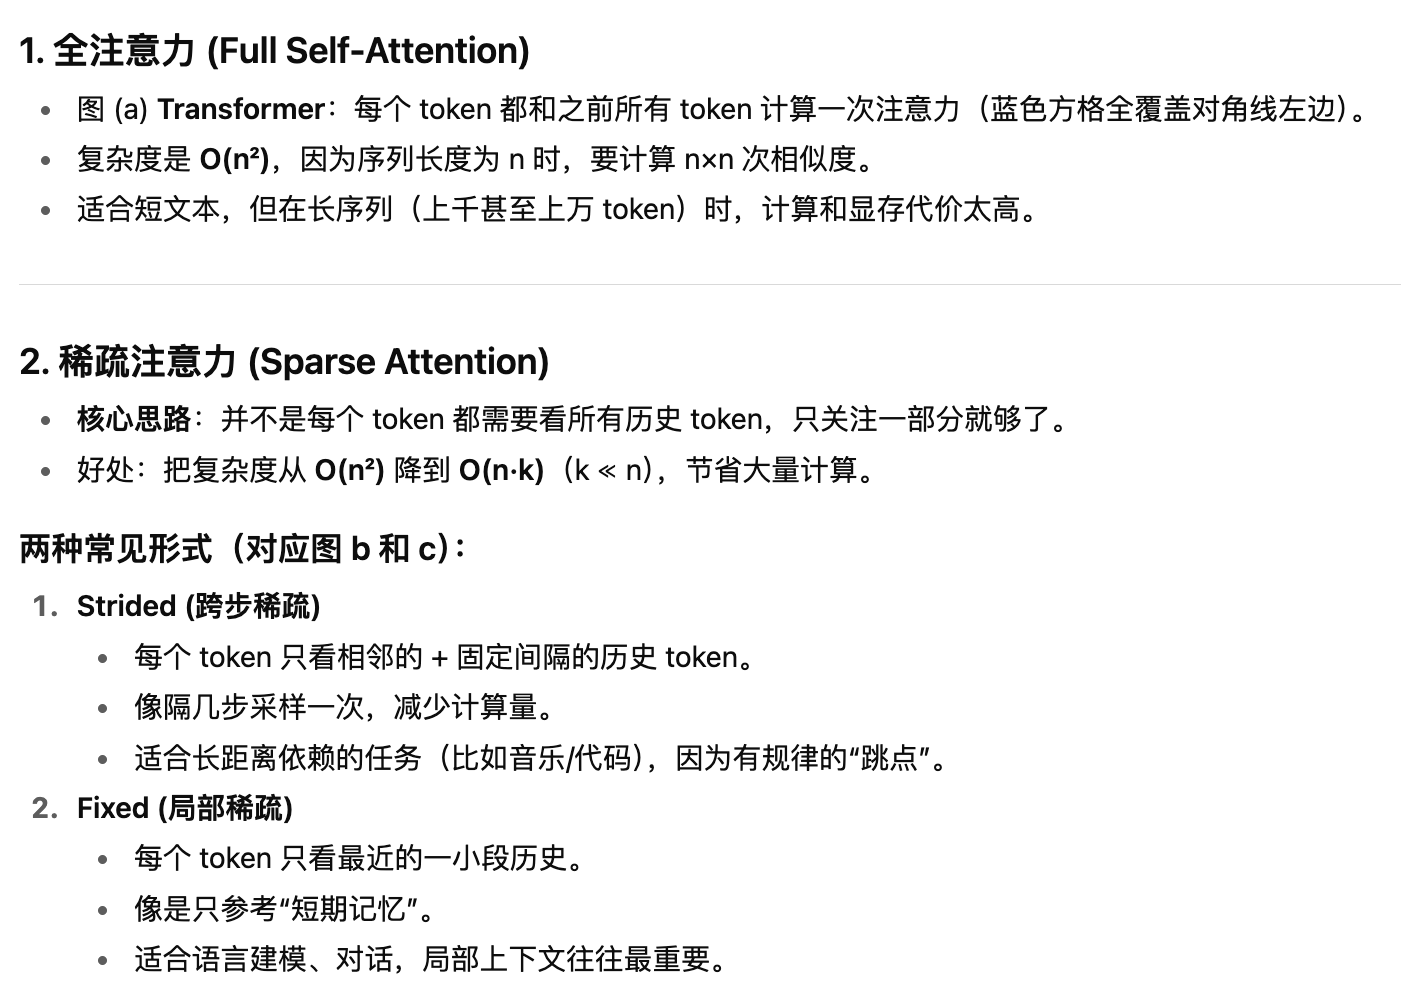 1. 全注意力 (Full Self-Attention)
• 图 (a) Transformer：每个 token 都和之前所有 token 计算一次注意力（蓝色方格全覆盖对角线左边）。
• 复杂度是 O(n²)，因为序列长度为 n 时，要计算 n×n 次相似度。
• 适合短文本，但在长序列（上千甚至上万 token）时，计算和显存代价太高。
2. 稀疏注意力 (Sparse Attention)
• 核心思路：并不是每个 token 都需要看所有历史 token，只关注一部分就够了。
• 好处：把复杂度从 O(n²) 降到 O(n·k)（k ≪ n），节省大量计算。
两种常见形式（对应图 b 和 c）：
1. Strided (跨步稀疏)
• 每个 token 只看相邻的 + 固定间隔的历史 token。
• 像隔几步采样一次，减少计算量。
• 适合长距离依赖的任务（比如音乐/代码），因为有规律的“跳点”。
2. Fixed (局部稀疏)
• 每个 token 只看最近的一小段历史。
• 像是只参考“短期记忆”。
• 适合语言建模、对话，局部上下文往往最重要。